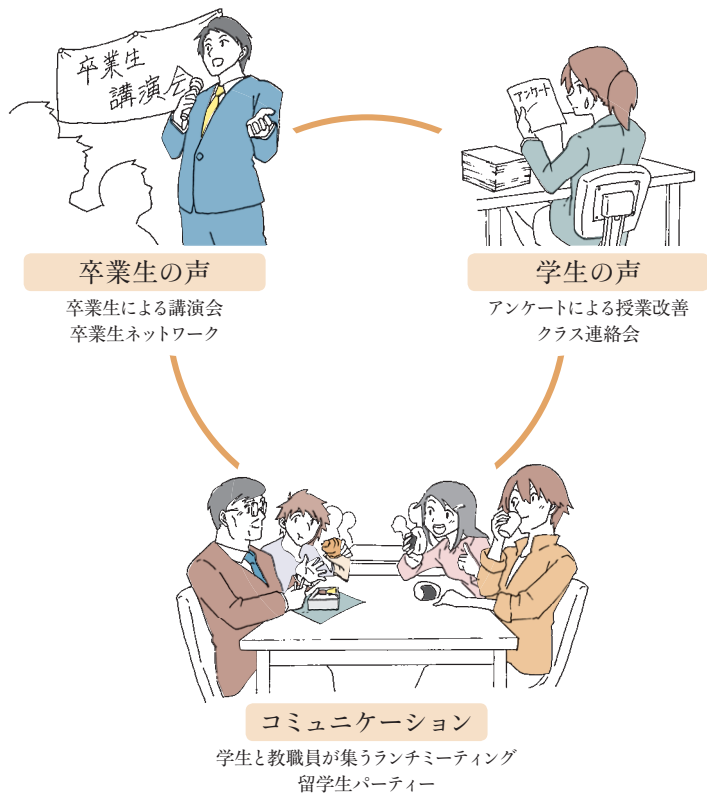 卒業生
講演会
アンケート
卒業生の声
卒業生による講演会
卒業生ネットワーク
学生の声
アンケートによる授業改善
クラス連絡会
コミュニケーション
学生と教職員が集うランチミーティング
留学生パーティー